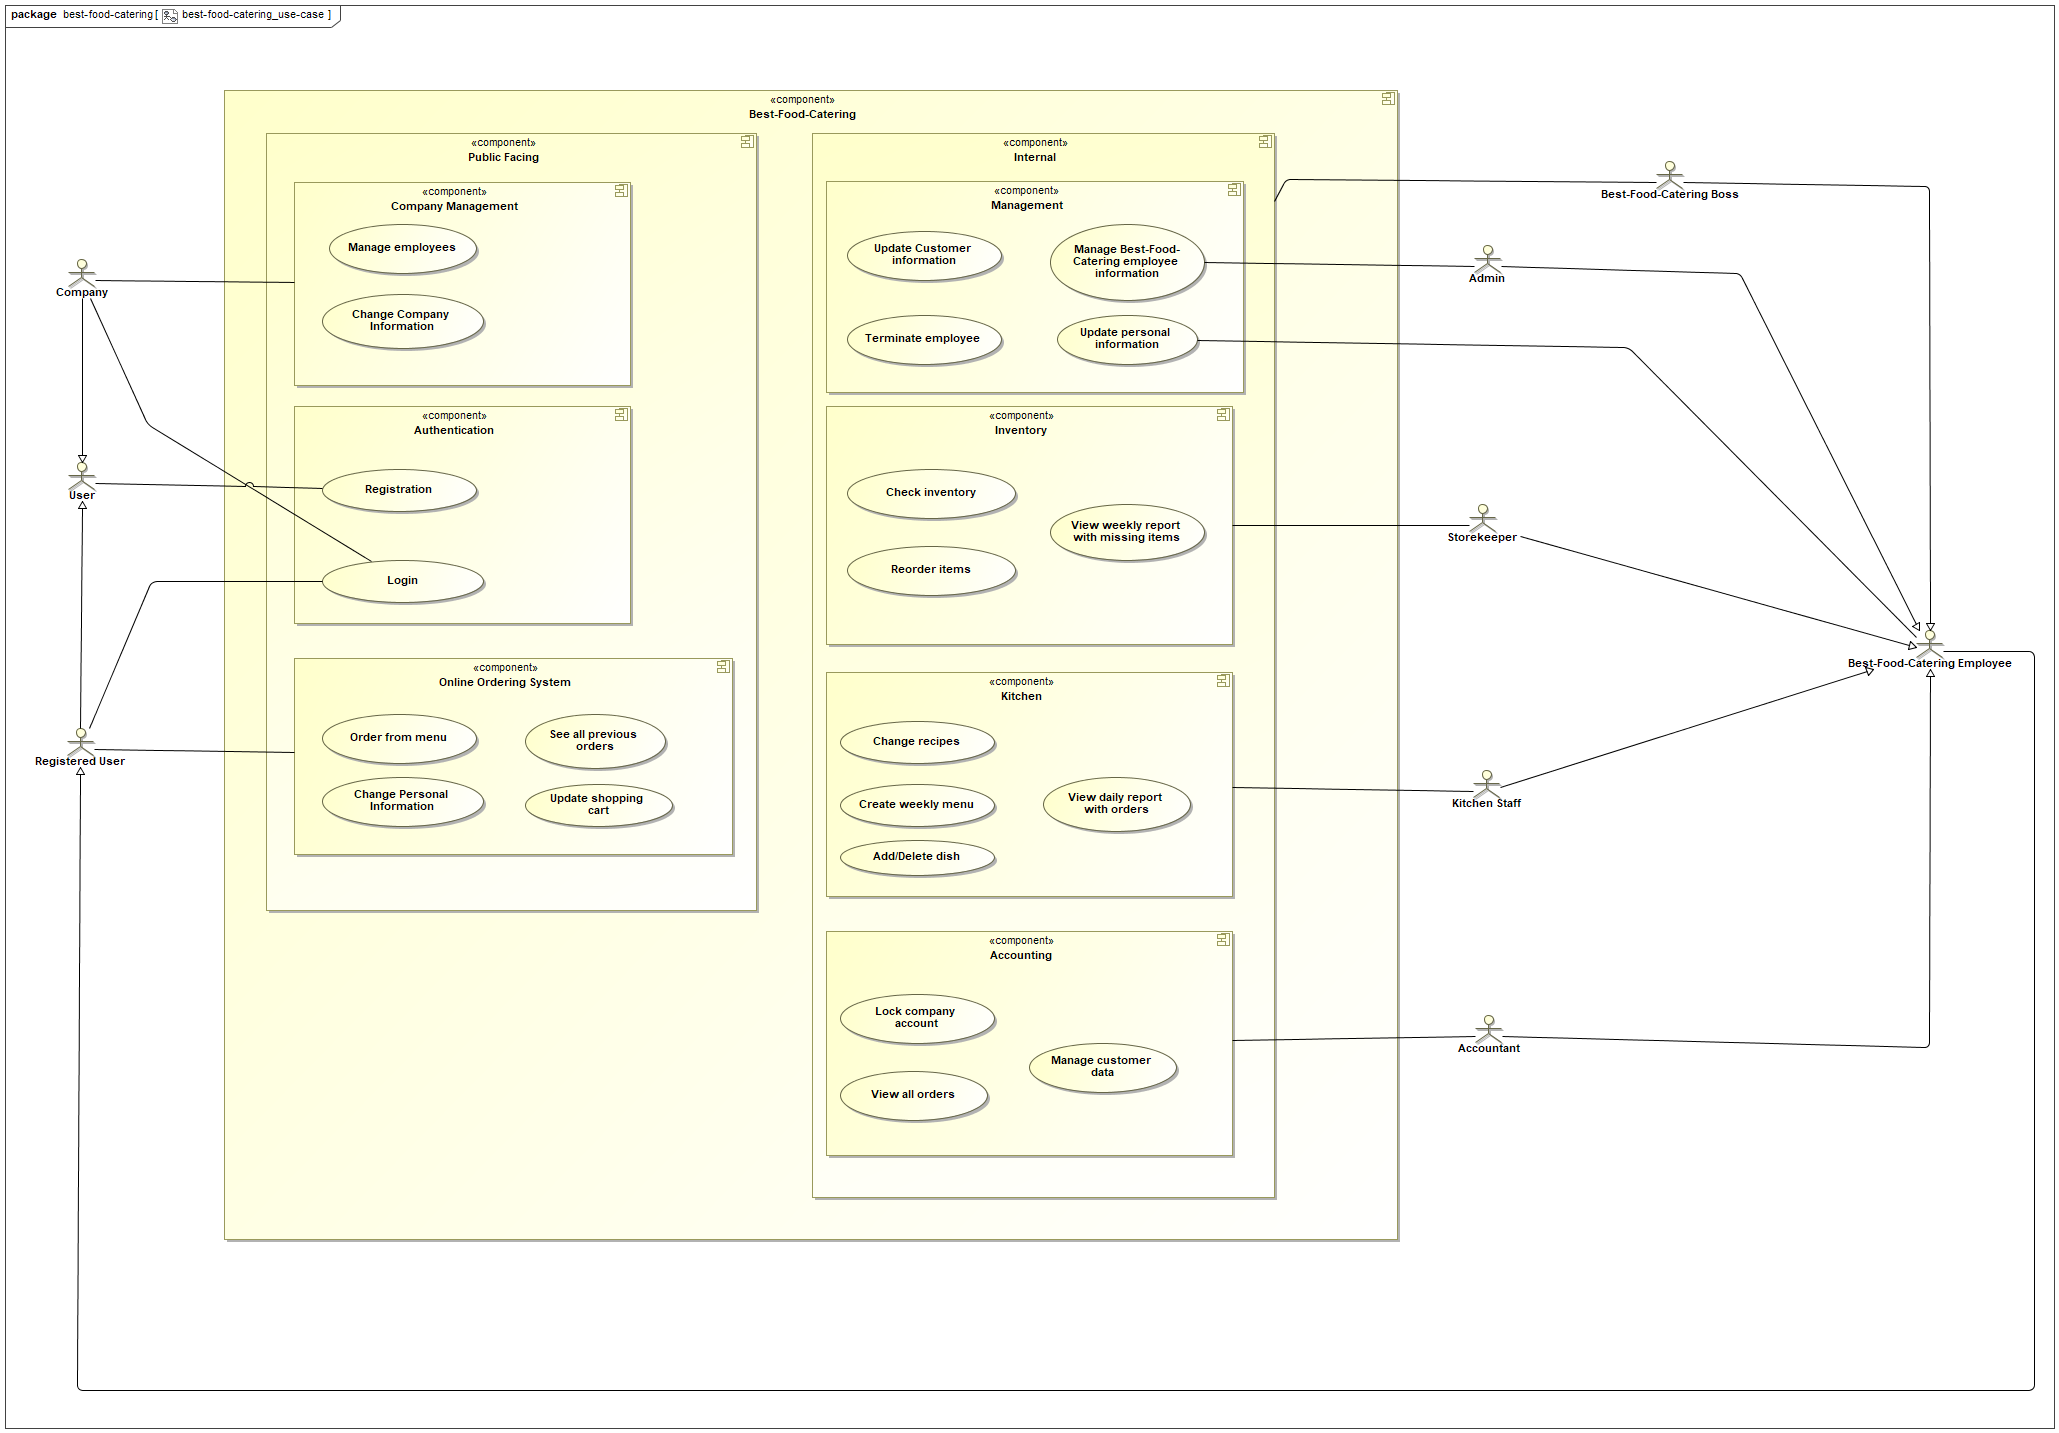 package best-food-catering [ best-food-catering_use-case ]
«component»
Best-Food-Catering
«component»
Public Facing
«component»
Company Management
Manage employees
Change Company
Information
«component»
Authentication
Registration
Login
«component»
Online Ordering System
Order from menu
See all previous
orders
Change Personal
Information
Update shopping
cart
«component»
Internal
«component»
Management
Update Customer
information
Manage Best-Food-
Catering employee
information
Terminate employee
Update personal
information
«component»
Inventory
Check inventory
View weekly report
with missing items
Reorder items
«component»
Kitchen
Change recipes
Create weekly menu
View daily report
with orders
Add/Delete dish
«component»
Accounting
Lock company
account
Manage customer
data
View all orders
Company
User
Registered User
Best-Food-Catering Boss
Admin
Storekeeper
Best-Food-Catering Employee
Kitchen Staff
Accountant